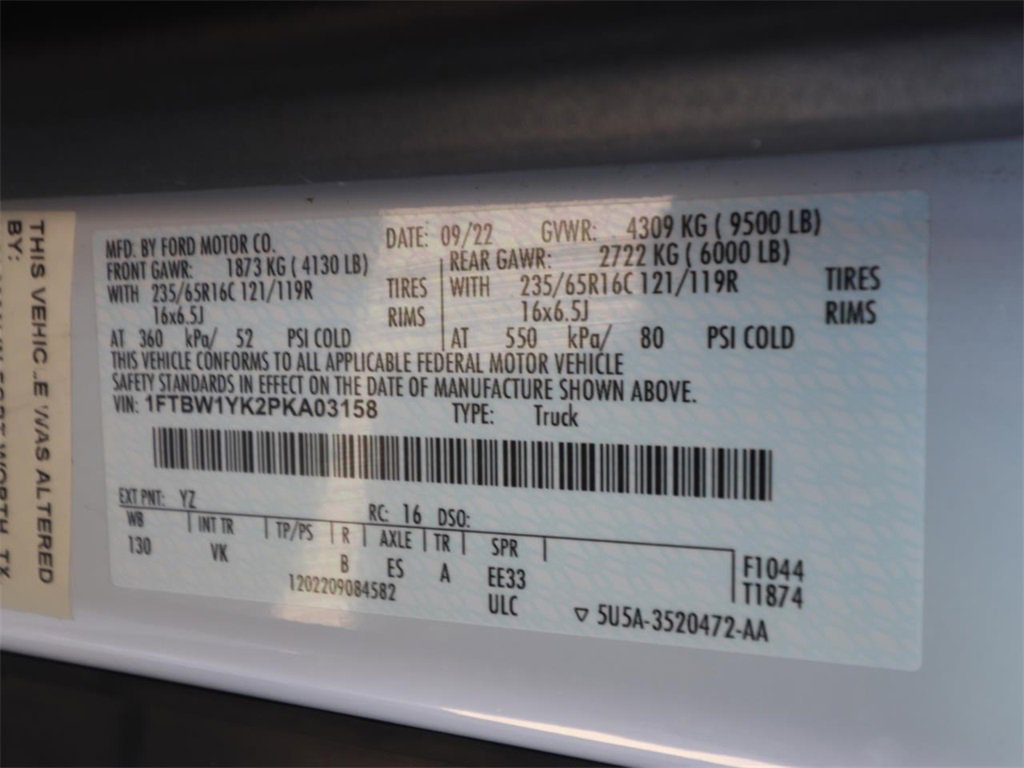 MFD. BY FORD MOTOR CO. DATE: 09/22 GVWR: 4309 KG ( 9500 LB)
FRONT GAWR: 1873 KG ( 4130 LB) REAR GAWR: 2722 KG ( 6000 LB)
WITH 235/65R16C 121/119R TIRES WITH 235/65R16C 121/119R TIRES
16x6.5J RIMS 16x6.5J RIMS
AT 360 kPa/ 52 PSI COLD AT 550 kPa/ 80 PSI COLD
THIS VEHICLE CONFORMS TO ALL APPLICABLE FEDERAL MOTOR VEHICLE
SAFETY STANDARDS IN EFFECT ON THE DATE OF MANUFACTURE SHOWN ABOVE.
VIN: 1FTBW1YK2PKA03158 TYPE: Truck
EXT PNT: YZ RC: 16 DSO:
WB INT TR TP/PS R AXLE TR SPR
130 VK B ES A EE33
F1044
T1874
1202209084582 ULC
▽ 5U5A-3520472-AA
THIS VEHIC .E WAS ALTERED
BY:
WORTH, TX